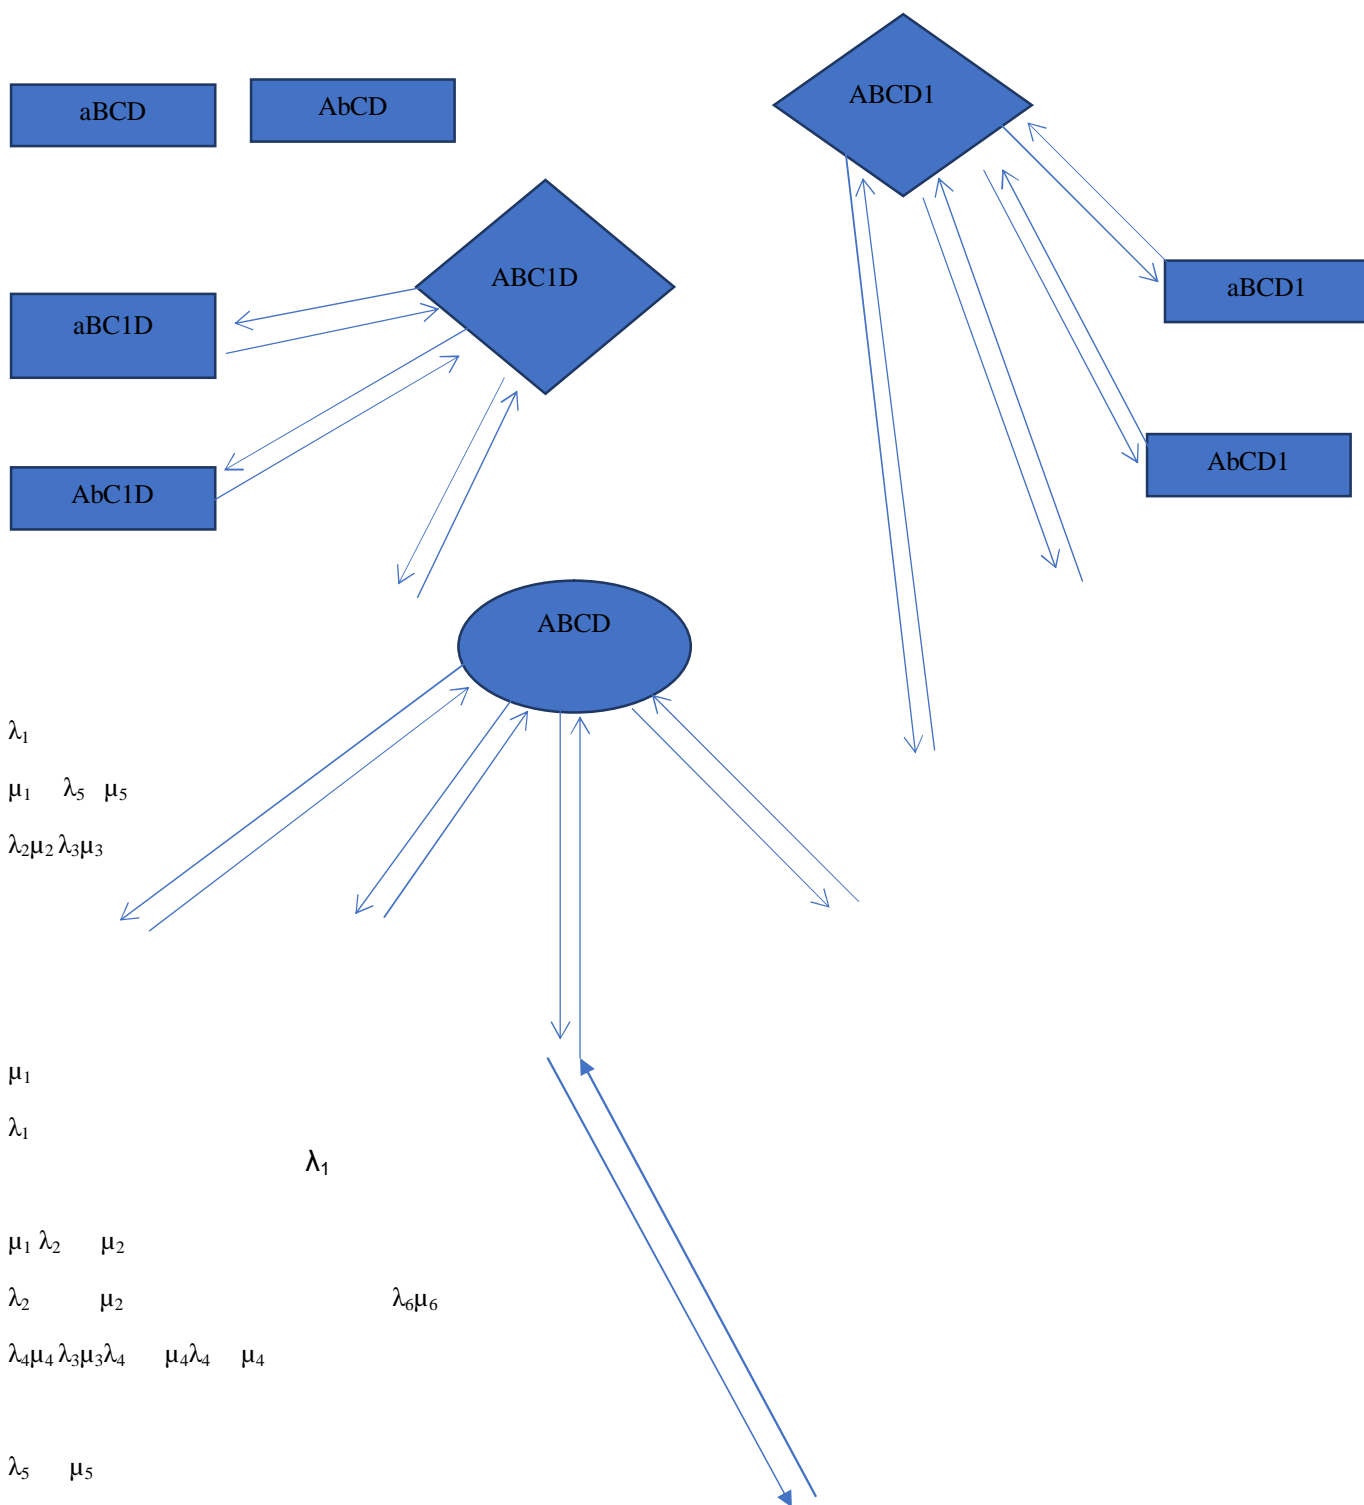 ABCD1
aBCD AbCD
ABC1D
aBCD1
aBC1D
AbCD1
AbC1D
ABCD
λ₁
μ₁ λ₅ μ₅
λ₂μ₂ λ₃μ₃
μ₁
λ₁
λ₁
μ₁ λ₂ μ₂
λ₂ μ₂ λ₆μ₆
λ₄μ₄ λ₃μ₃λ₄ μ₄λ₄ μ₄
λ₅ μ₅